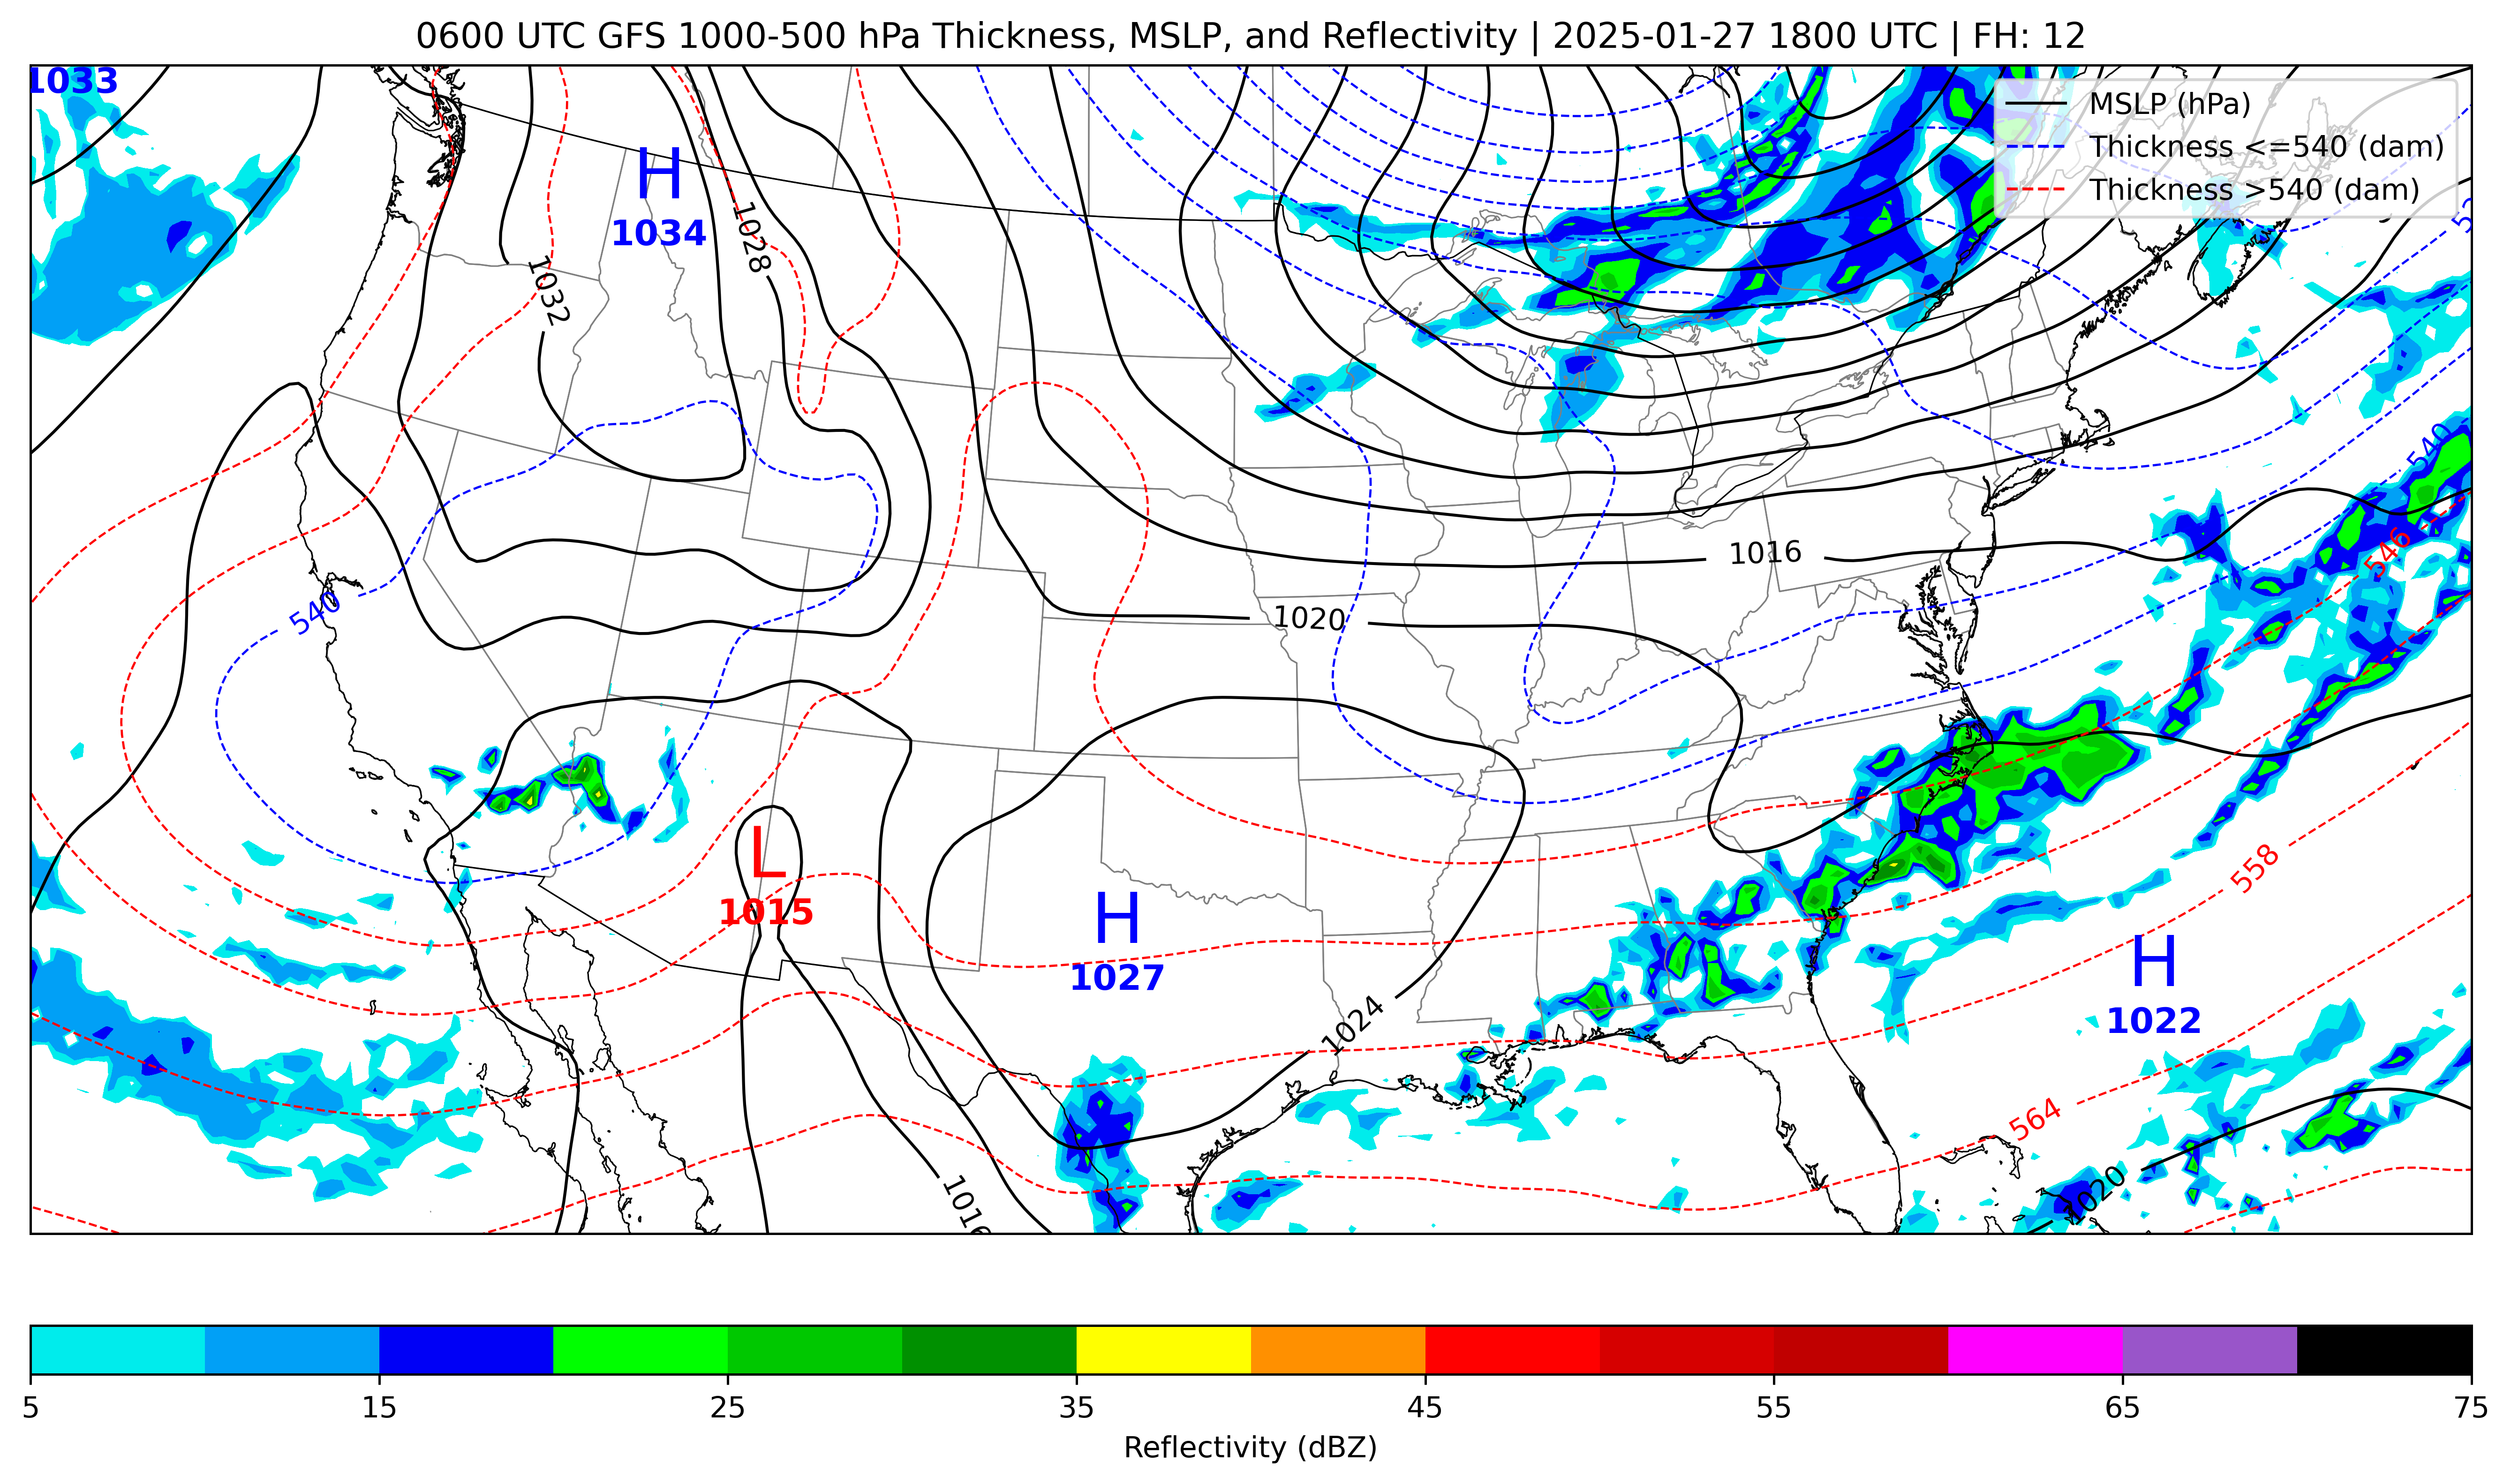 0600 UTC GFS 1000-500 hPa Thickness, MSLP, and Reflectivity | 2025-01-27 1800 UTC | FH: 12
1033
MSLP (hPa)
Thickness <=540 (dam)
Thickness >540 (dam)
H
1034
1028
1032
540
546
1016
1020
540
L
1015
H
1027
558
H
1022
1024
564
1016
1020
5 15 25 35 45 55 65 75
Reflectivity (dBZ)